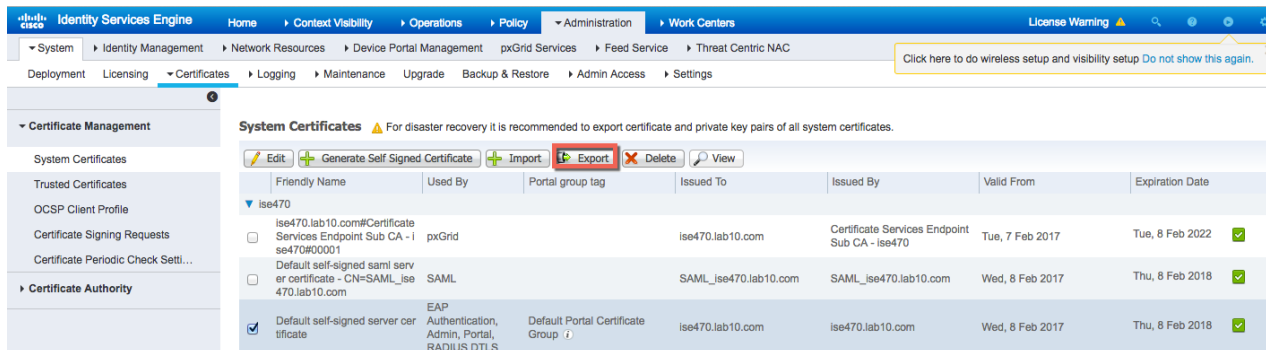 cisco Identity Services Engine Home Context Visibility Operations Policy Administration Work Centers License Warning
System Identity Management Network Resources Device Portal Management pxGrid Services Feed Service Threat Centric NAC
Click here to do wireless setup and visibility setup Do not show this again.
Deployment Licensing Certificates Logging Maintenance Upgrade Backup & Restore Admin Access Settings
Certificate Management
System Certificates
Trusted Certificates
OCSP Client Profile
Certificate Signing Requests
Certificate Periodic Check Setti...
Certificate Authority
System Certificates For disaster recovery it is recommended to export certificate and private key pairs of all system certificates.
Edit Generate Self Signed Certificate Import Export Delete View
Friendly Name Used By Portal group tag Issued To Issued By Valid From Expiration Date
ise470
ise470.lab10.com#Certificate
Services Endpoint Sub CA - i
se470#00001
pxGrid
ise470.lab10.com
Certificate Services Endpoint
Sub CA - ise470
Tue, 7 Feb 2017
Tue, 8 Feb 2022
Default self-signed saml serv
er certificate - CN=SAML_ise
470.lab10.com
SAML
SAML_ise470.lab10.com
SAML_ise470.lab10.com
Wed, 8 Feb 2017
Thu, 8 Feb 2018
Default self-signed server cer
tificate
EAP
Authentication,
Admin, Portal,
RADIUS DTLS
Default Portal Certificate
Group
ise470.lab10.com
ise470.lab10.com
Wed, 8 Feb 2017
Thu, 8 Feb 2018